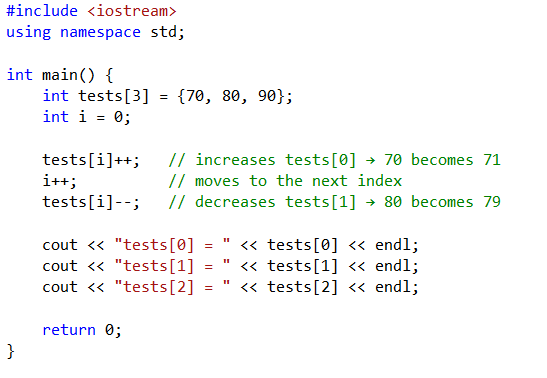 #include <iostream>
using namespace std;
int main() {
    int tests[3] = {70, 80, 90};
    int i = 0;
    tests[i]++;   // increases tests[0] → 70 becomes 71
    i++;          // moves to the next index
    tests[i]--;   // decreases tests[1] → 80 becomes 79
    cout << "tests[0] = " << tests[0] << endl;
    cout << "tests[1] = " << tests[1] << endl;
    cout << "tests[2] = " << tests[2] << endl;
    return 0;
}